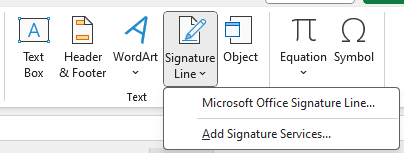 Text Box
Header & Footer
WordArt
Signature Line
Object
Equation
Symbol
Text
Microsoft Office Signature Line...
Add Signature Services...